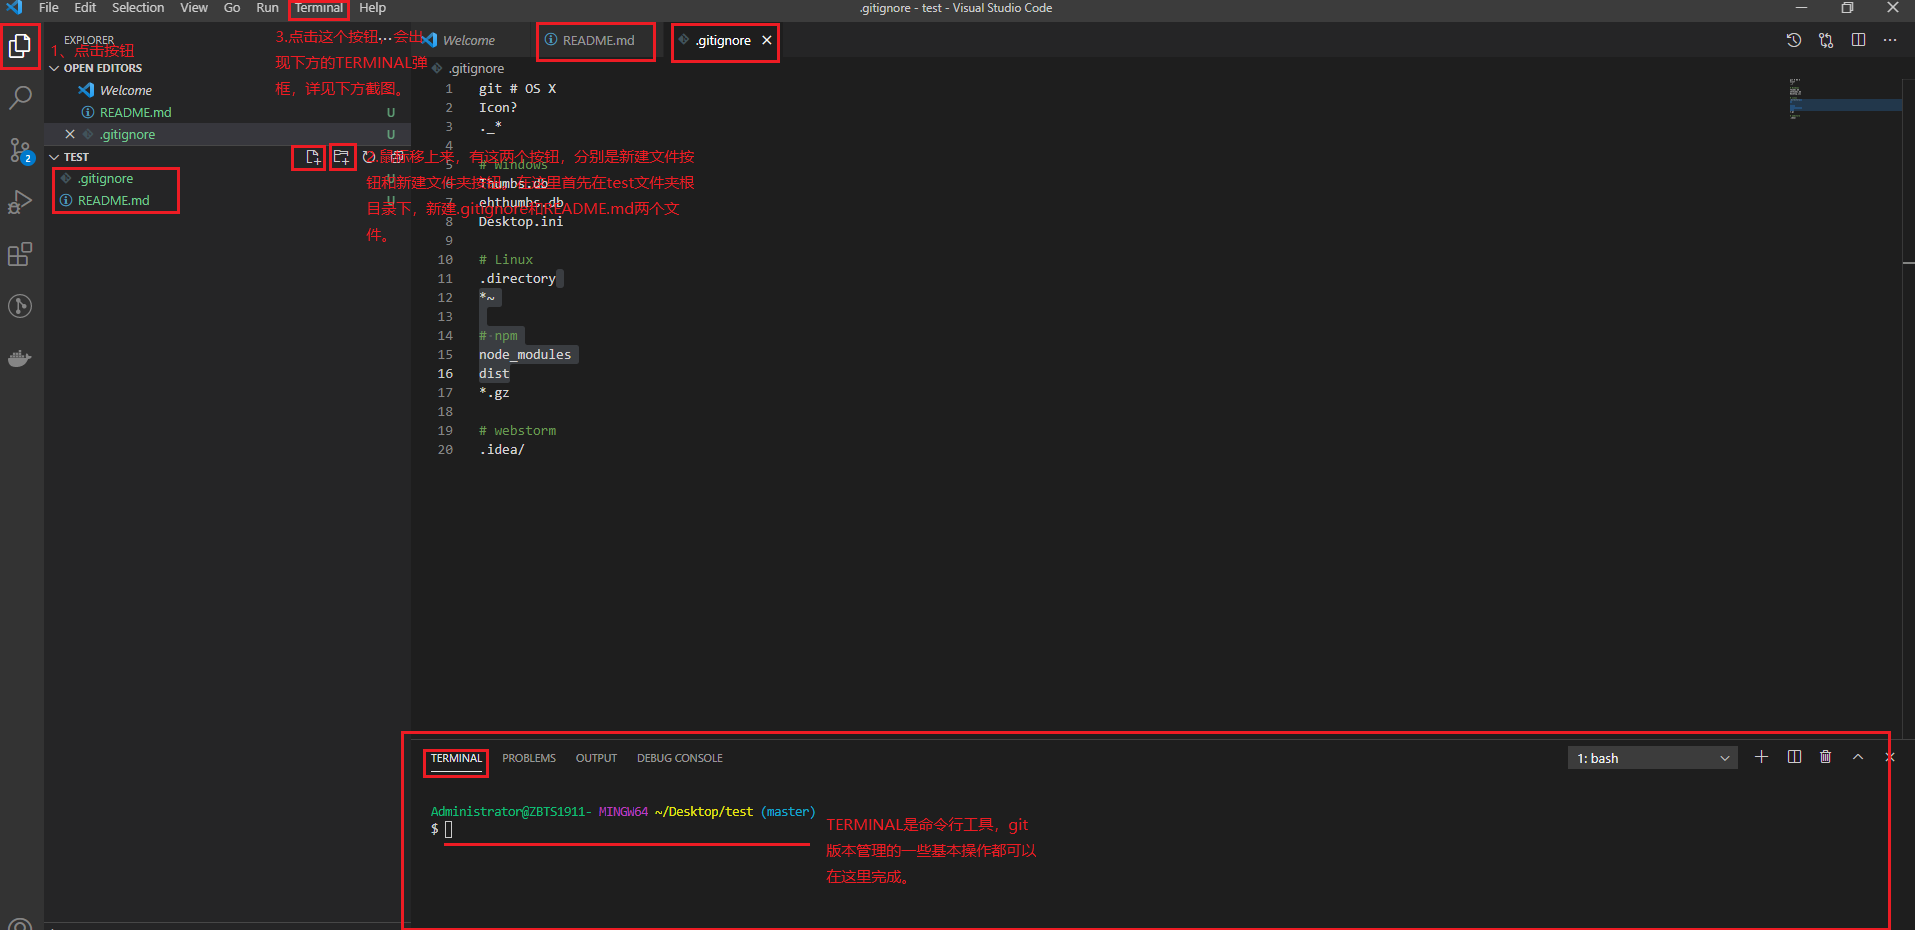 File Edit Selection View Go Run Terminal Help
.gitignore - test - Visual Studio Code
EXPLORER
1、点击按钮
3.点击这个按钮，会出
现下方的TERMINAL弹
框，详见下方截图。
OPEN EDITORS
Welcome
README.md U
.gitignore U
TEST
.gitignore U
README.md U
2
2.鼠标移上来，有这两个按钮，分别是新建文件按
钮和新建文件夹按钮。在这里首先在test文件夹根
目录下，新建.gitignore和README.md两个文
件。
Welcome README.md .gitignore
.gitignore
1 git # OS X
2 Icon?
3 ._*
4
5 # Windows
6 Thumbs.db
7 ehthumbs.db
8 Desktop.ini
9
10 # Linux
11 .directory
12 *~
13
14 # npm
15 node_modules
16 dist
17 *.gz
18
19 # webstorm
20 .idea/
TERMINAL PROBLEMS OUTPUT DEBUG CONSOLE
1: bash
Administrator@ZBTS1911- MINGW64 ~/Desktop/test (master)
$
TERMINAL是命令行工具，git
版本管理的一些基本操作都可以
在这里完成。